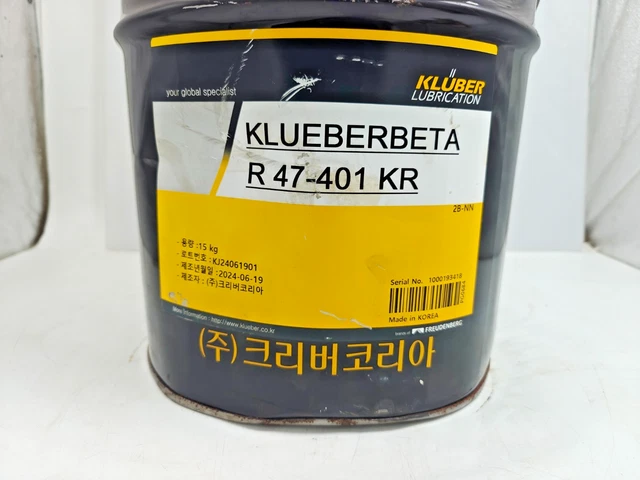 your global specialist
KLÜBER
LUBRICATION
KLUEBERBETA
R 47-401 KR
2B-NN
- 용량 : 15 kg
- 로트번호 : KJ24061901
- 제조년월일 : 2024-06-19
- 제조자 : (주)크리버코리아
Serial No. 1000193418
Made in KOREA
More information : http://www.klueber.co.kr
brands of FREUDENBERG
(주)크리버코리아